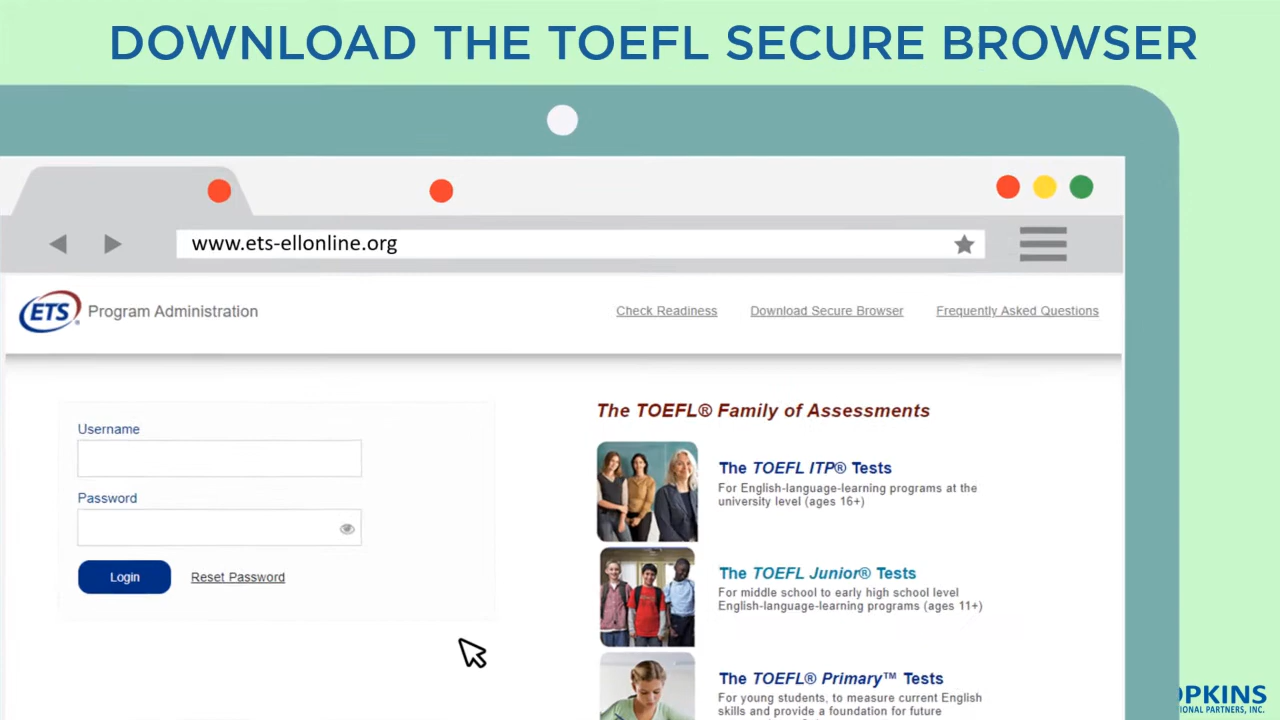 DOWNLOAD THE TOEFL SECURE BROWSER
www.ets-ellonline.org
ETS® Program Administration
Check Readiness Download Secure Browser Frequently Asked Questions
Username
Password
Login Reset Password
The TOEFL® Family of Assessments
The TOEFL ITP® Tests
For English-language-learning programs at the
university level (ages 16+)
The TOEFL Junior® Tests
For middle school to early high school level
English-language-learning programs (ages 11+)
The TOEFL® Primary™ Tests
For young students, to measure current English
skills and provide a foundation for future
OPKINS
IONAL PARTNERS, INC.